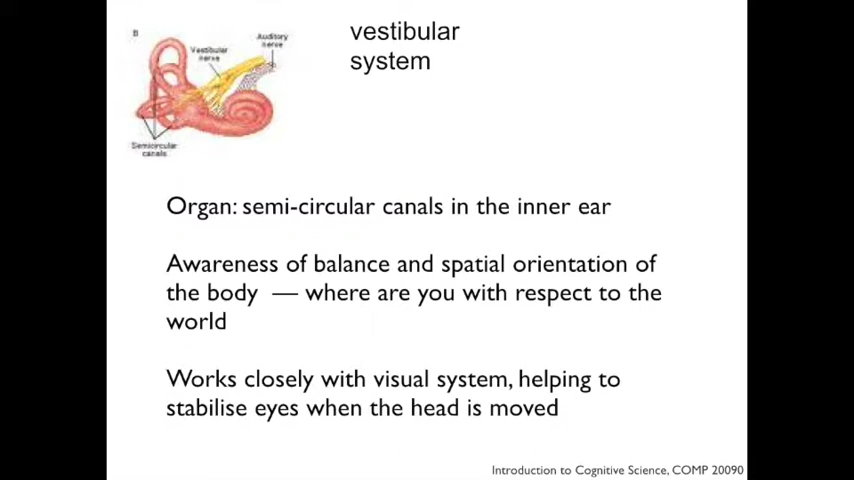 vestibular
system
B
Auditory
nerve
Vestibular
nerve
Semicircular
canals
Organ: semi-circular canals in the inner ear
Awareness of balance and spatial orientation of
the body — where are you with respect to the
world
Works closely with visual system, helping to
stabilise eyes when the head is moved
Introduction to Cognitive Science, COMP 20090